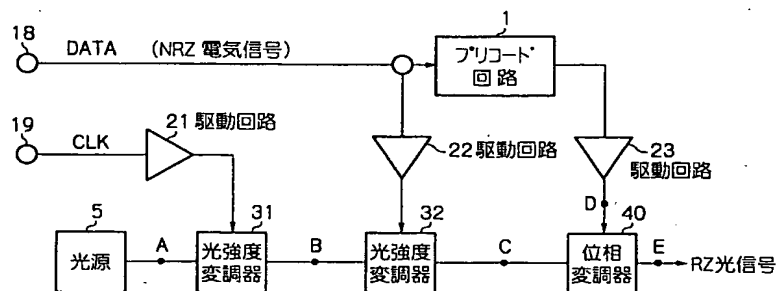 18
DATA (NRZ 電気信号)
1
プリコード
回路
19
CLK
21 駆動回路
22 駆動回路
23
駆動回路
D
5
光源
A
31
光強度
変調器
B
32
光強度
変調器
C
40
位相
変調器
E
RZ光信号